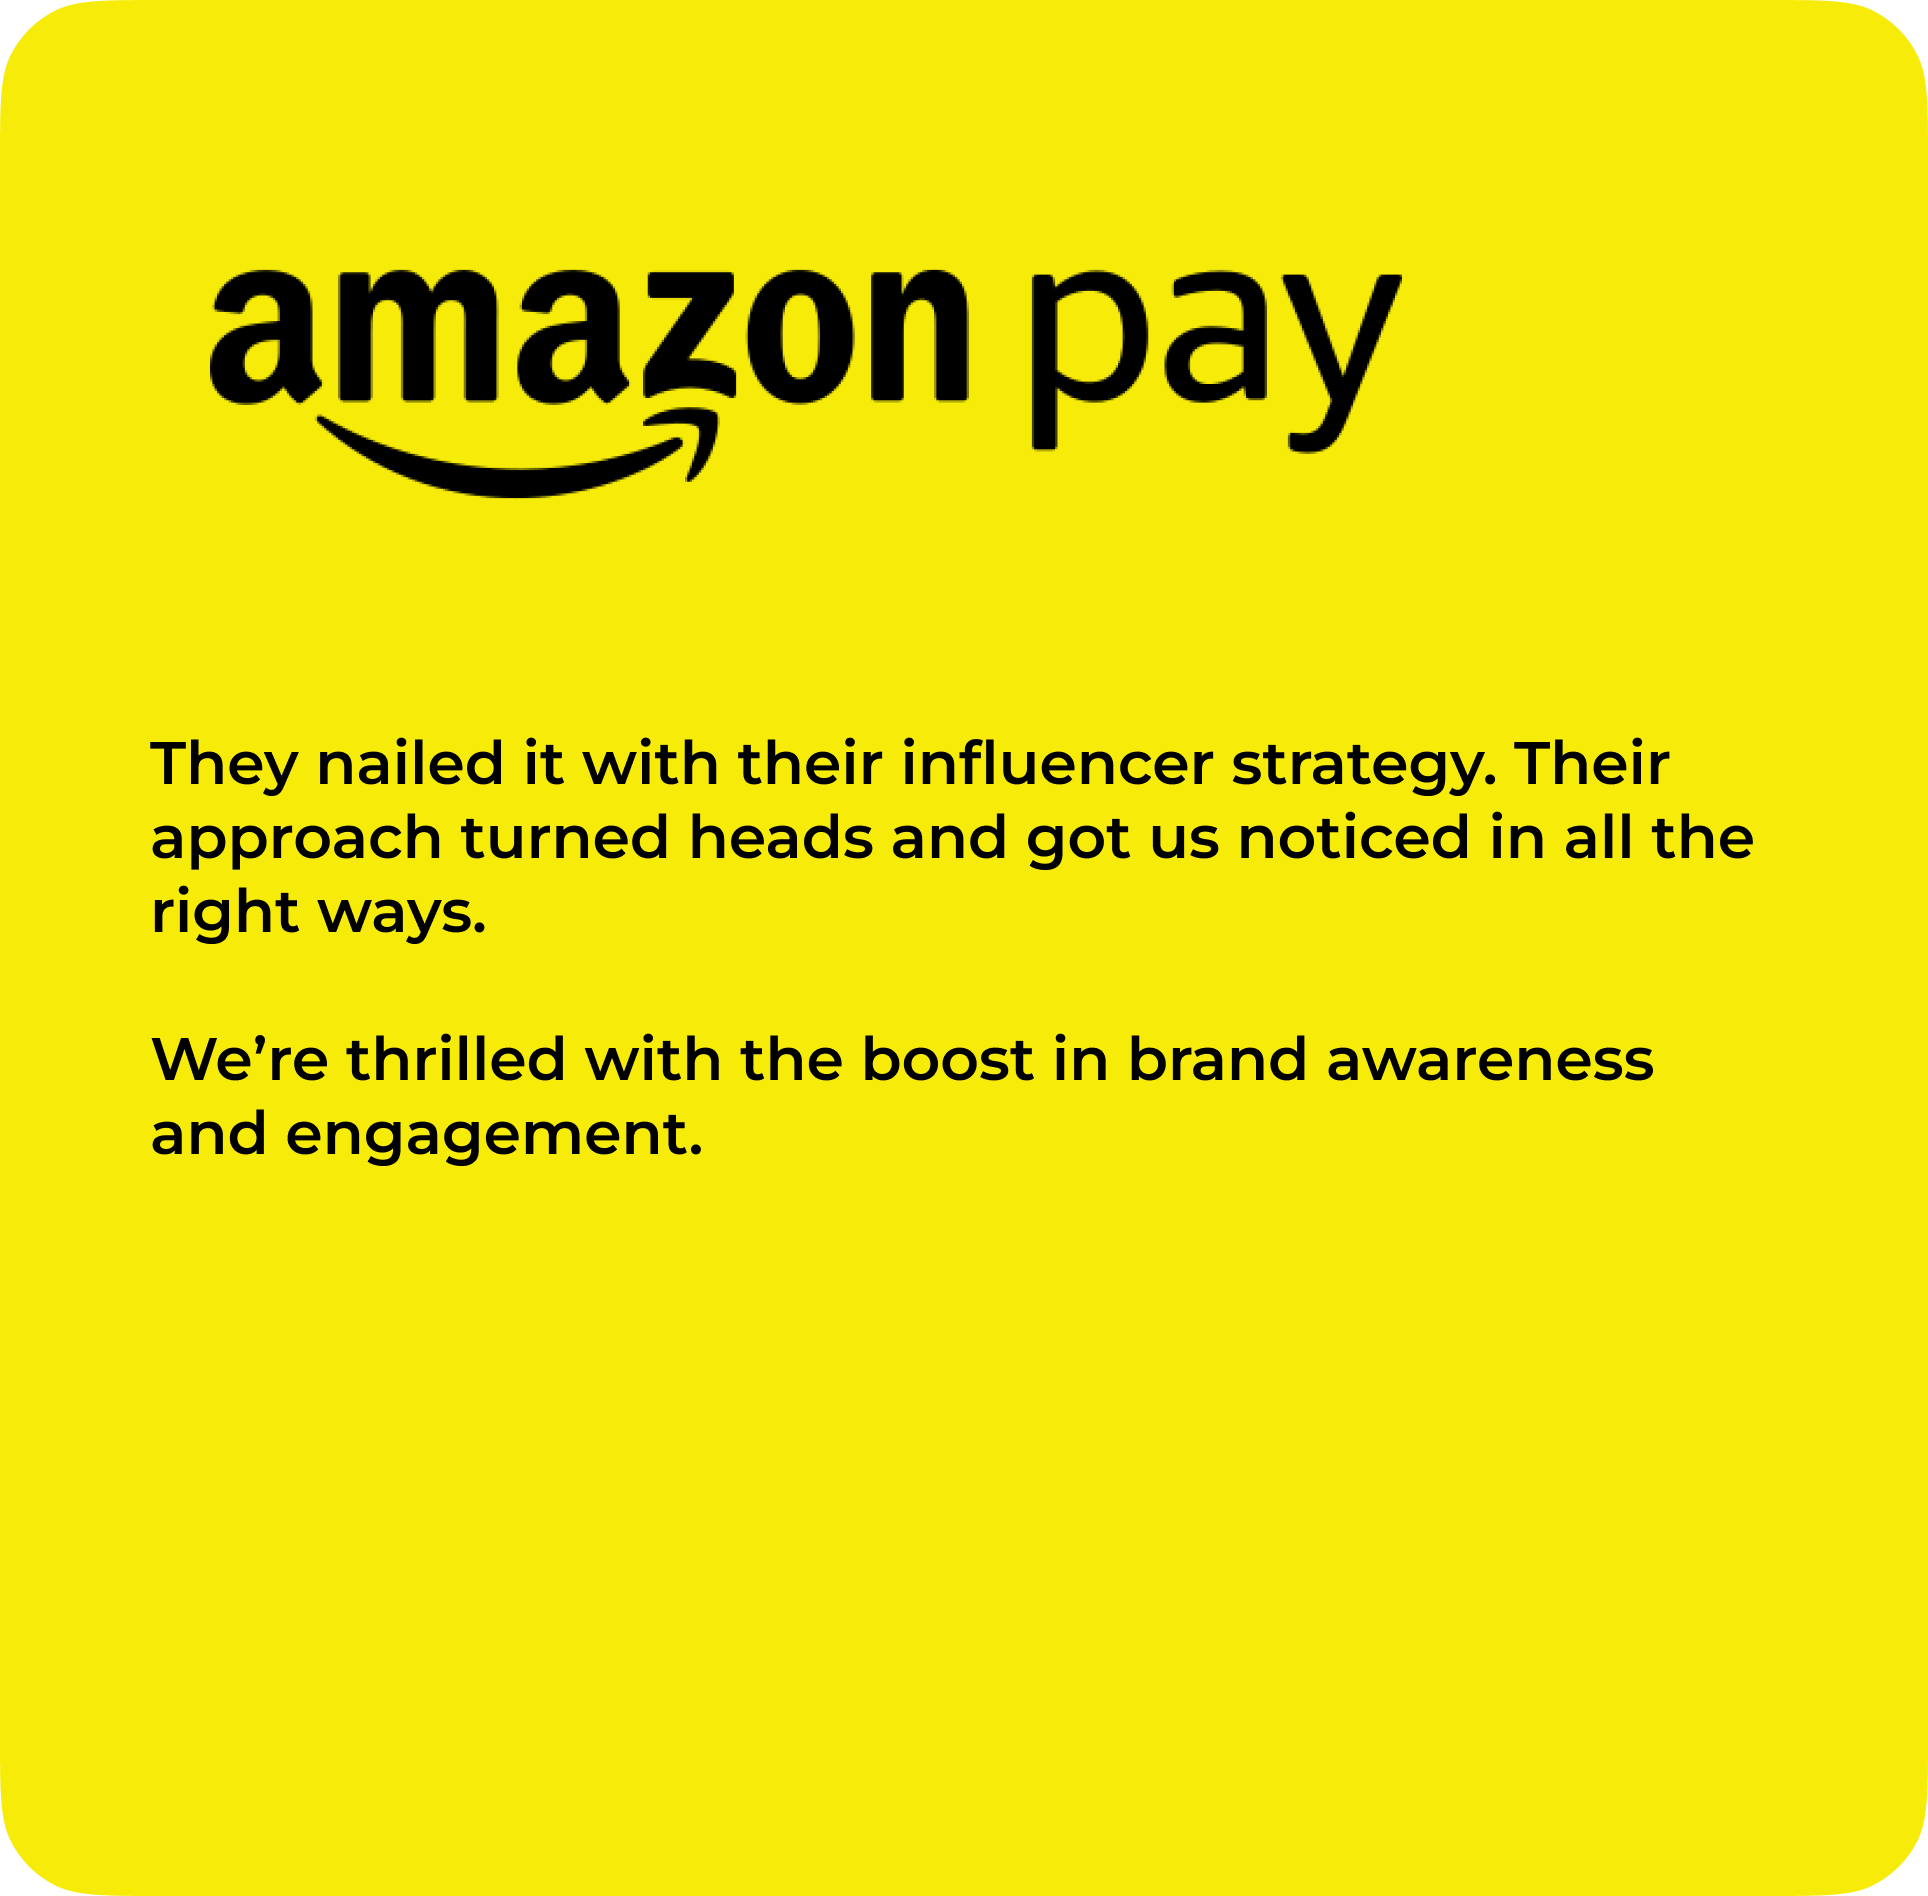 amazon pay
They nailed it with their influencer strategy. Their
approach turned heads and got us noticed in all the
right ways.
We’re thrilled with the boost in brand awareness
and engagement.